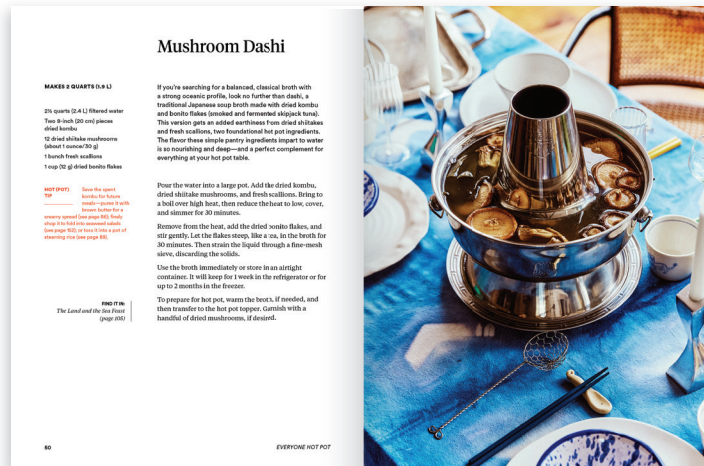 Mushroom Dashi
MAKES 2 QUARTS (1.9 L)
2½ quarts (2.4 L) filtered water
Two 8-inch (20 cm) pieces
dried kombu
12 dried shiitake mushrooms
(about 1 ounce/30 g)
1 bunch fresh scallions
1 cup (12 g) dried bonito flakes
HOT (POT)
TIP
Save the spent
kombu for future
meals—puree it with
brown butter for a
creamy spread (see page 86), finely
chop it to fold into seaweed salads
(see page 152), or toss it into a pot of
steaming rice (see page 89).
FIND IT IN:
The Land and the Sea Feast
(page 108)
If you're searching for a balanced, classical broth with
a strong oceanic profile, look no further than dashi, a
traditional Japanese soup broth made with dried kombu
and bonito flakes (smoked and fermented skipjack tuna).
This version gets an added earthiness from dried shiitakes
and fresh scallions, two foundational hot pot ingredients.
The flavor these simple pantry ingredients impart to water
is so nourishing and deep—and a perfect complement for
everything at your hot pot table.
Pour the water into a large pot. Add the dried kombu,
dried shiitake mushrooms, and fresh scallions. Bring to
a boil over high heat, then reduce the heat to low, cover,
and simmer for 30 minutes.
Remove from the heat, add the dried bonito flakes, and
stir gently. Let the flakes steep, like a tea, in the broth for
30 minutes. Then strain the liquid through a fine-mesh
sieve, discarding the solids.
Use the broth immediately or store in an airtight
container. It will keep for 1 week in the refrigerator or for
up to 2 months in the freezer.
To prepare for hot pot, warm the broth, if needed, and
then transfer to the hot pot topper. Garnish with a
handful of dried mushrooms, if desired.
50
EVERYONE HOT POT